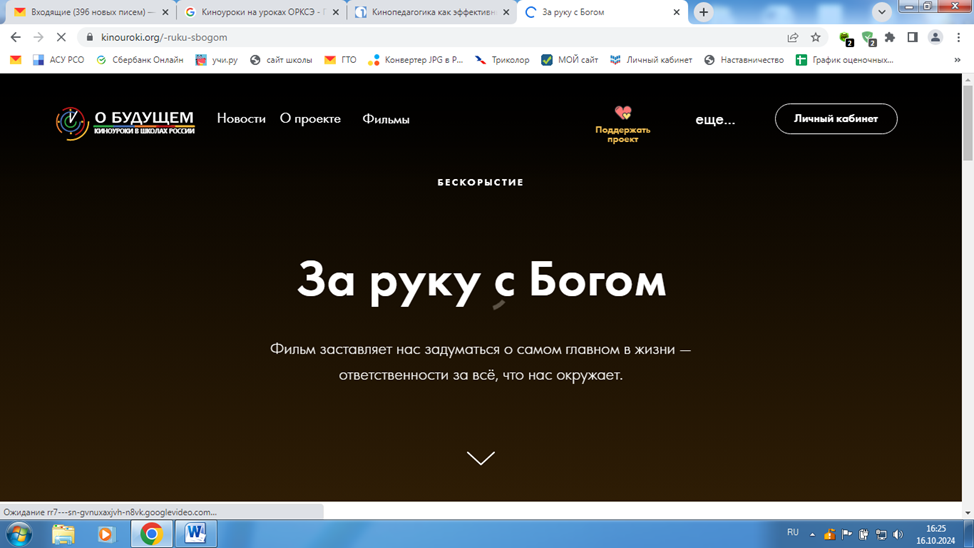 Входящие (396 новых писем) —
Киноуроки на уроках ОРКСЭ -
Кинопедагогика как эффективн
За руку с Богом
kinouroki.org/-ruku-sbogom
2
2
АСУ РСО
Сбербанк Онлайн
учи.ру
сайт школы
ГТО
Конвертер JPG в P...
Триколор
МОЙ сайт
Личный кабинет
Наставничество
График оценочных...
»
О БУДУЩЕМ
КИНОУРОКИ В ШКОЛАХ РОССИИ
Новости
О проекте
Фильмы
Поддержать
проект
еще...
Личный кабинет
БЕСКОРЫСТИЕ
За руку с Богом
Фильм заставляет нас задуматься о самом главном в жизни —
ответственности за всё, что нас окружает.
Ожидание rr7---sn-gvnuxaxjvh-n8vk.googlevideo.com...
RU
16:25
16.10.2024